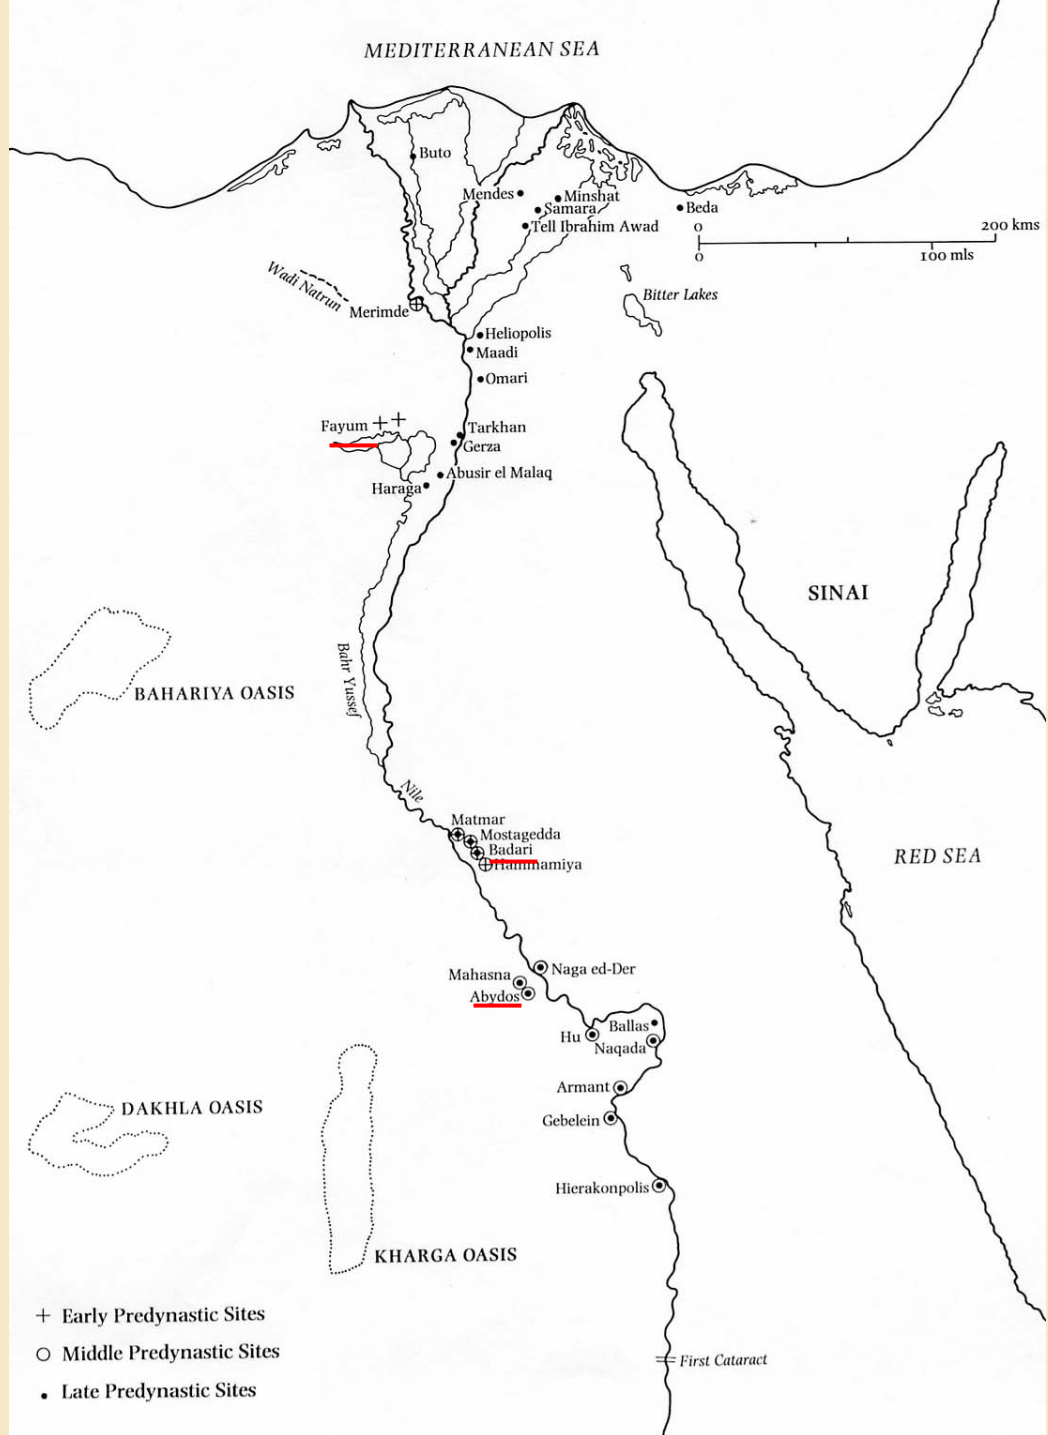 MEDITERRANEAN SEA
Buto
Mendes
Minshat
Samara
Beda
Tell Ibrahim Awad
0
200 kms
0
100 mls
Wadi Natrun
Bitter Lakes
Merimde
Heliopolis
Maadi
Omari
Fayum
Tarkhan
Gerza
Abusir el Malaq
Haraga
SINAI
Bahr Yussef
BAHARIYA OASIS
Nile
Matmar
Mostagedda
Badari
Hammamiya
RED SEA
Naga ed-Der
Mahasna
Abydos
Ballas
Hu
Naqada
Armant
DAKHLA OASIS
Gebelein
Hierakonpolis
KHARGA OASIS
Early Predynastic Sites
Middle Predynastic Sites
First Cataract
Late Predynastic Sites